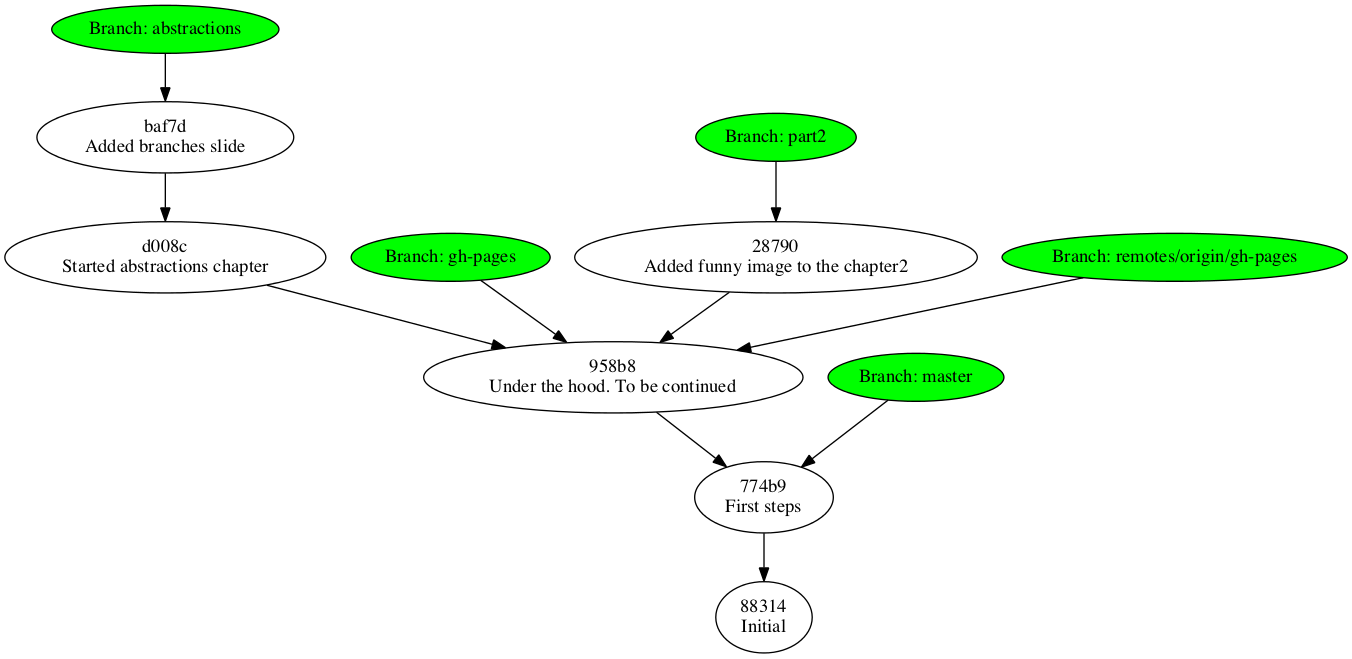 Branch: abstractions
baf7d
Added branches slide
Branch: part2
d008c
Started abstractions chapter
Branch: gh-pages
28790
Added funny image to the chapter2
Branch: remotes/origin/gh-pages
958b8
Under the hood. To be continued
Branch: master
774b9
First steps
88314
Initial